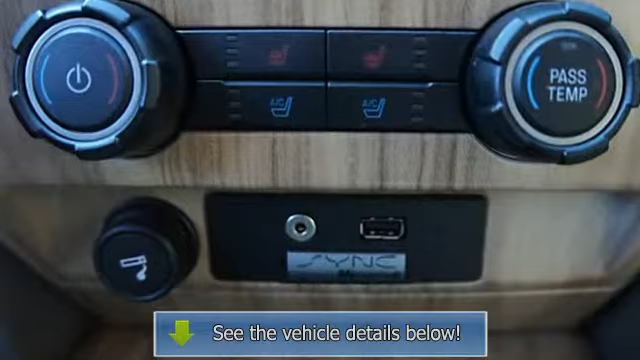 PASS
TEMP
A/C A/C
SYNC
See the vehicle details below!